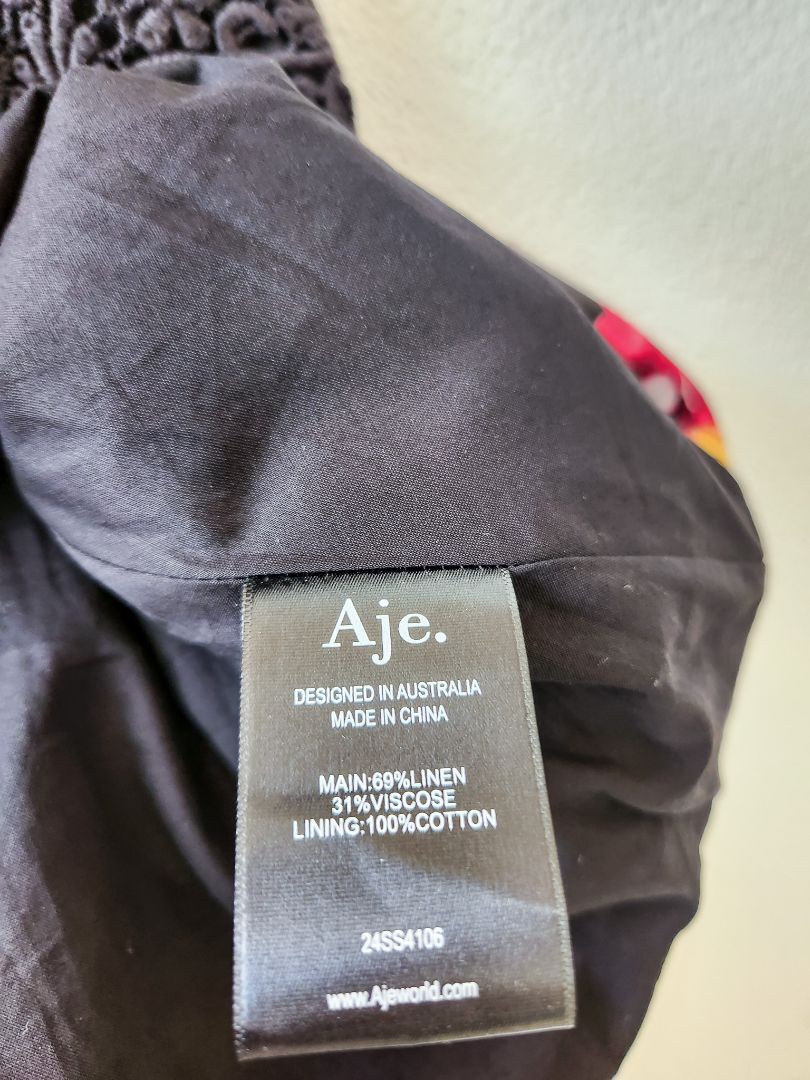 Aje.
DESIGNED IN AUSTRALIA
MADE IN CHINA
MAIN:69%LINEN
31%VISCOSE
LINING:100%COTTON
24SS4106
www.Ajeworld.com